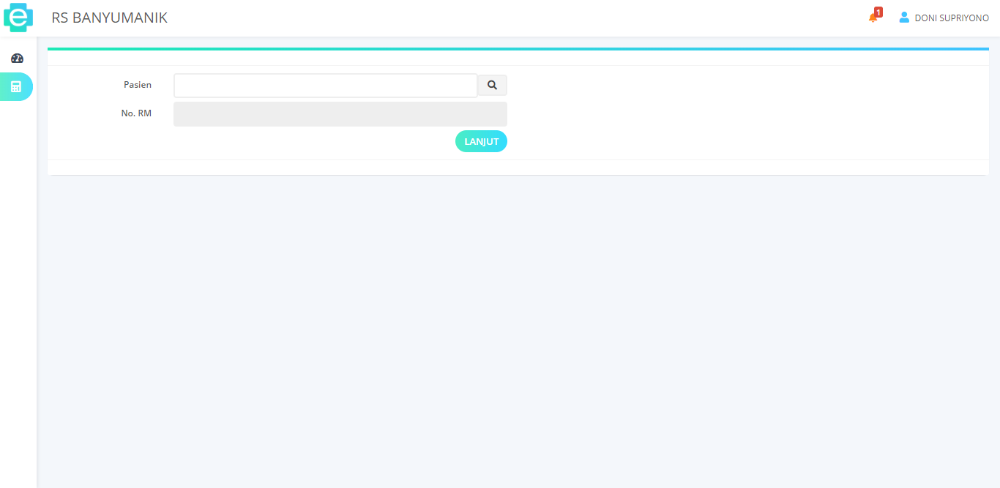 e
RS BANYUMANIK
1
DONI SUPRIYONO
Pasien
No. RM
LANJUT